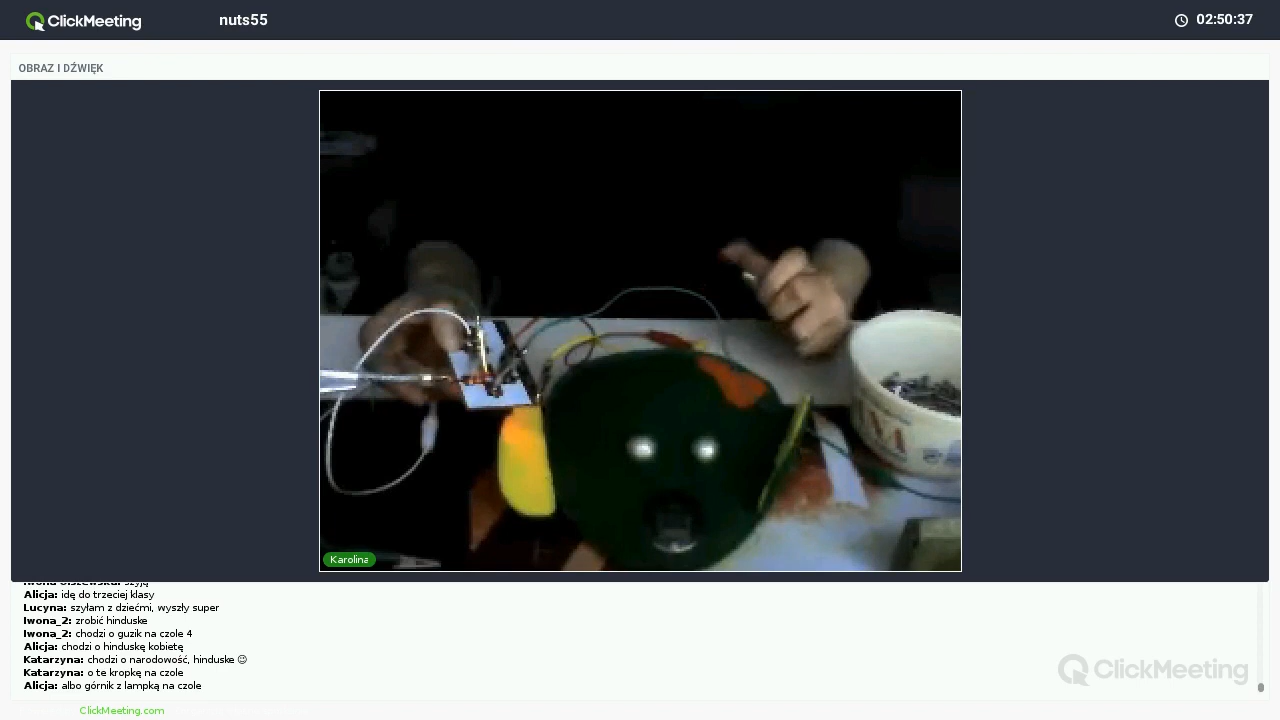 ClickMeeting
nuts55
02:50:37
OBRAZ I DŹWIĘK
Karolina
szyję
Alicja: idę do trzeciej klasy
Lucyna: szyłam z dziećmi, wyszły super
Iwona_2: zrobić hinduske
Iwona_2: chodzi o guzik na czole 4
Alicja: chodzi o hinduskę kobietę
Katarzyna: chodzi o narodowość, hinduske
Katarzyna: o te kropkę na czole
Alicja: albo górnik z lampką na czole
ClickMeeting
ClickMeeting.com